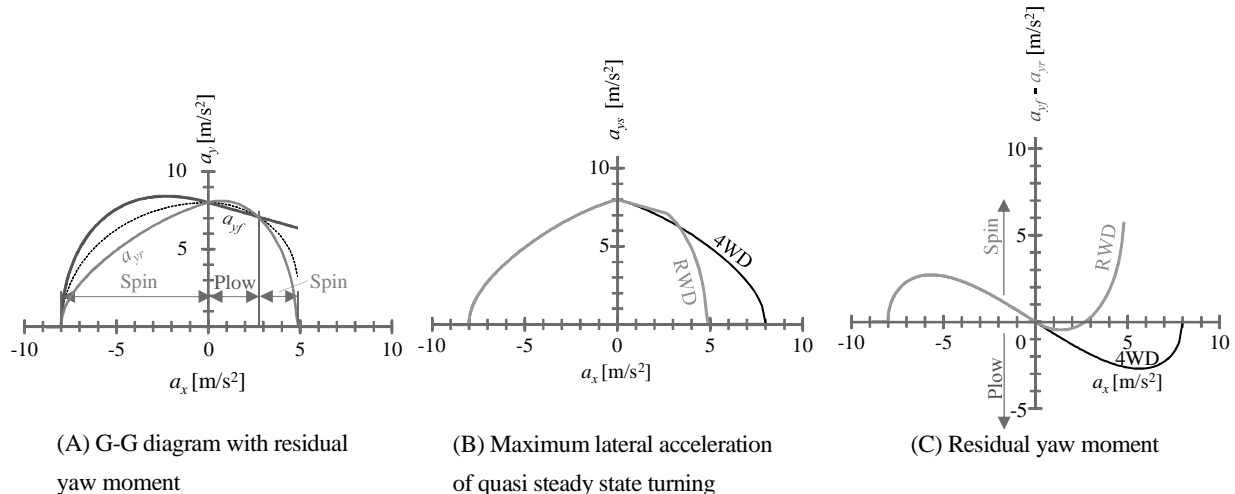 a_y [m/s²]
10
5
a_yf
a_yr
Spin
Plow
Spin
-10
-5
0
5
10
a_x [m/s²]
(A) G-G diagram with residual
yaw moment
a_ys [m/s²]
10
5
4WD
RWD
-10
-5
0
5
10
a_x [m/s²]
(B) Maximum lateral acceleration
of quasi steady state turning
a_yf - a_yr [m/s²]
10
5
Spin
RWD
-10
-5
0
5
10
4WD
a_x [m/s²]
Plow
-5
(C) Residual yaw moment